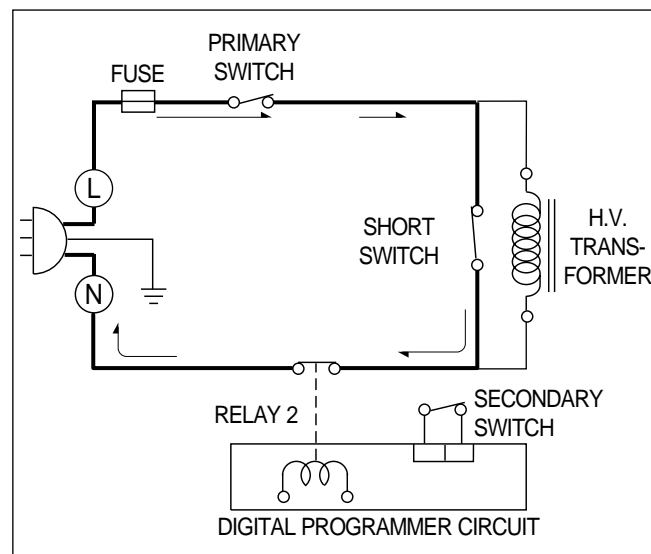 PRIMARY
SWITCH
FUSE
L
SHORT
SWITCH
H.V.
TRANS-
FORMER
N
RELAY 2
SECONDARY
SWITCH
DIGITAL PROGRAMMER CIRCUIT